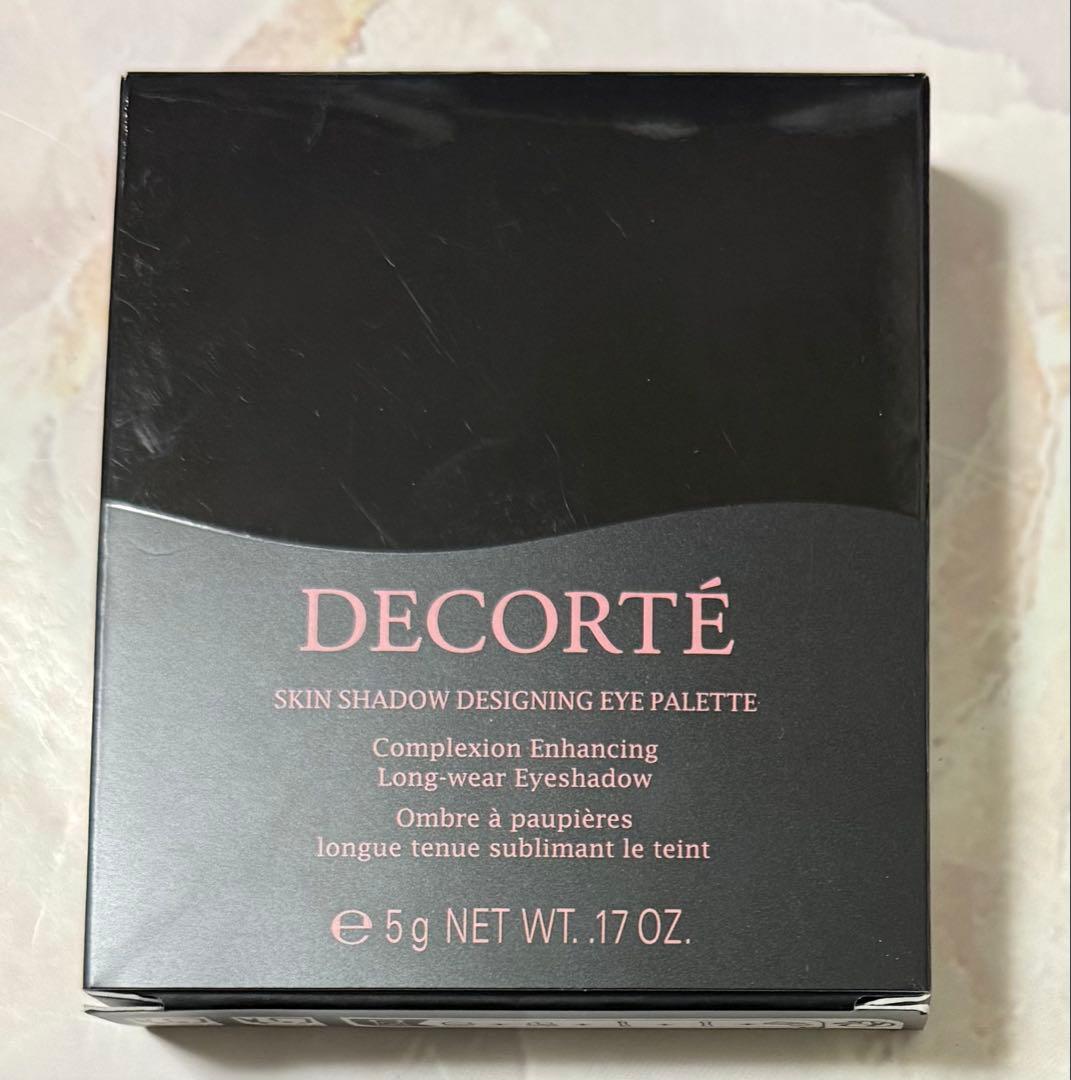 DECORTÉ
SKIN SHADOW DESIGNING EYE PALETTE
Complexion Enhancing
Long-wear Eyeshadow
Ombre à paupières
longue tenue sublimant le teint
℮ 5 g NET WT. .17 OZ.